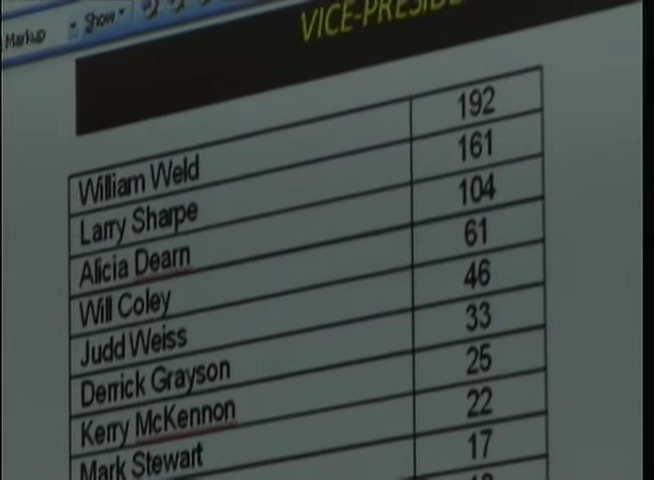 Markup Show
VICE-PRESIDE
William Weld 192
Larry Sharpe 161
Alicia Dearn 104
Will Coley 61
Judd Weiss 46
Derrick Grayson 33
Kerry McKennon 25
Mark Stewart 22
17